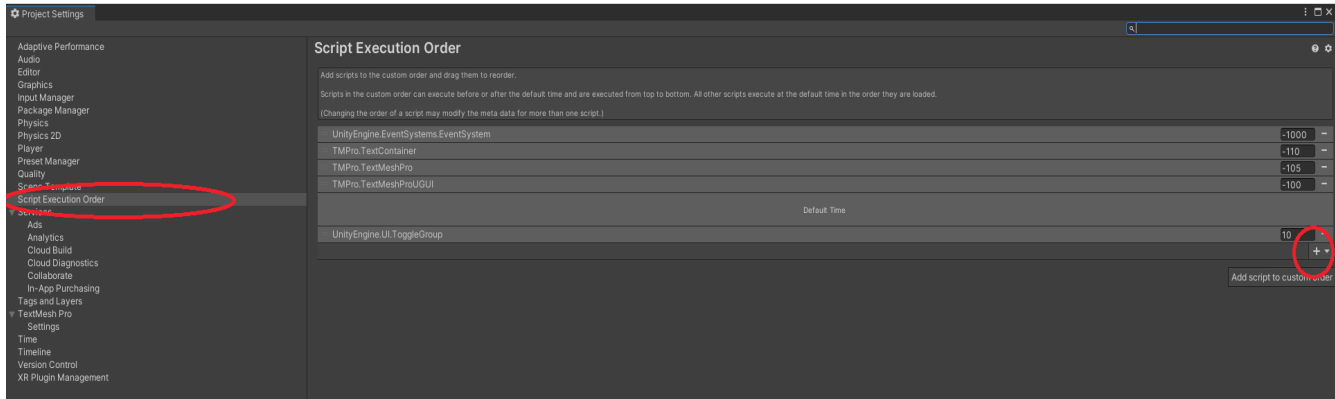 Project Settings
Adaptive Performance
Audio
Editor
Graphics
Input Manager
Package Manager
Physics
Physics 2D
Player
Preset Manager
Quality
Scene Template
Script Execution Order
Services
Ads
Analytics
Cloud Build
Cloud Diagnostics
Collaborate
In-App Purchasing
Tags and Layers
TextMesh Pro
Settings
Time
Timeline
Version Control
XR Plugin Management
Script Execution Order
Add scripts to the custom order and drag them to reorder.
Scripts in the custom order can execute before or after the default time and are executed from top to bottom. All other scripts execute at the default time in the order they are loaded.
(Changing the order of a script may modify the meta data for more than one script.)
UnityEngine.EventSystems.EventSystem -1000
TMPro.TextContainer -110
TMPro.TextMeshPro -105
TMPro.TextMeshProUGUI -100
Default Time
UnityEngine.UI.ToggleGroup 10
Add script to custom order